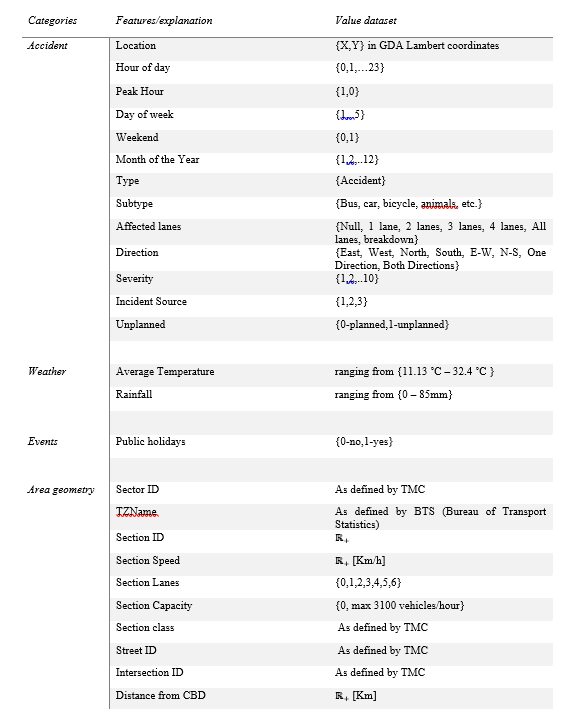 Categories Features/explanation Value dataset
Accident Location {X,Y} in GDA Lambert coordinates
Hour of day {0,1,…23}
Peak Hour {1,0}
Day of week {1,..5}
Weekend {0,1}
Month of the Year {1,2,..12}
Type {Accident}
Subtype {Bus, car, bicycle, animals, etc.}
Affected lanes {Null, 1 lane, 2 lanes, 3 lanes, 4 lanes, All
lanes, breakdown}
Direction {East, West, North, South, E-W, N-S, One
Direction, Both Directions}
Severity {1,2,..10}
Incident Source {1,2,3}
Unplanned {0-planned,1-unplanned}
Weather Average Temperature ranging from {11.13 °C – 32.4 °C }
Rainfall ranging from {0 – 85mm}
Events Public holidays {0-no,1-yes}
Area geometry Sector ID As defined by TMC
TZName As defined by BTS (Bureau of Transport
Statistics)
Section ID ℝ+
Section Speed ℝ+ [Km/h]
Section Lanes {0,1,2,3,4,5,6}
Section Capacity {0, max 3100 vehicles/hour}
Section class As defined by TMC
Street ID As defined by TMC
Intersection ID As defined by TMC
Distance from CBD ℝ+ [Km]